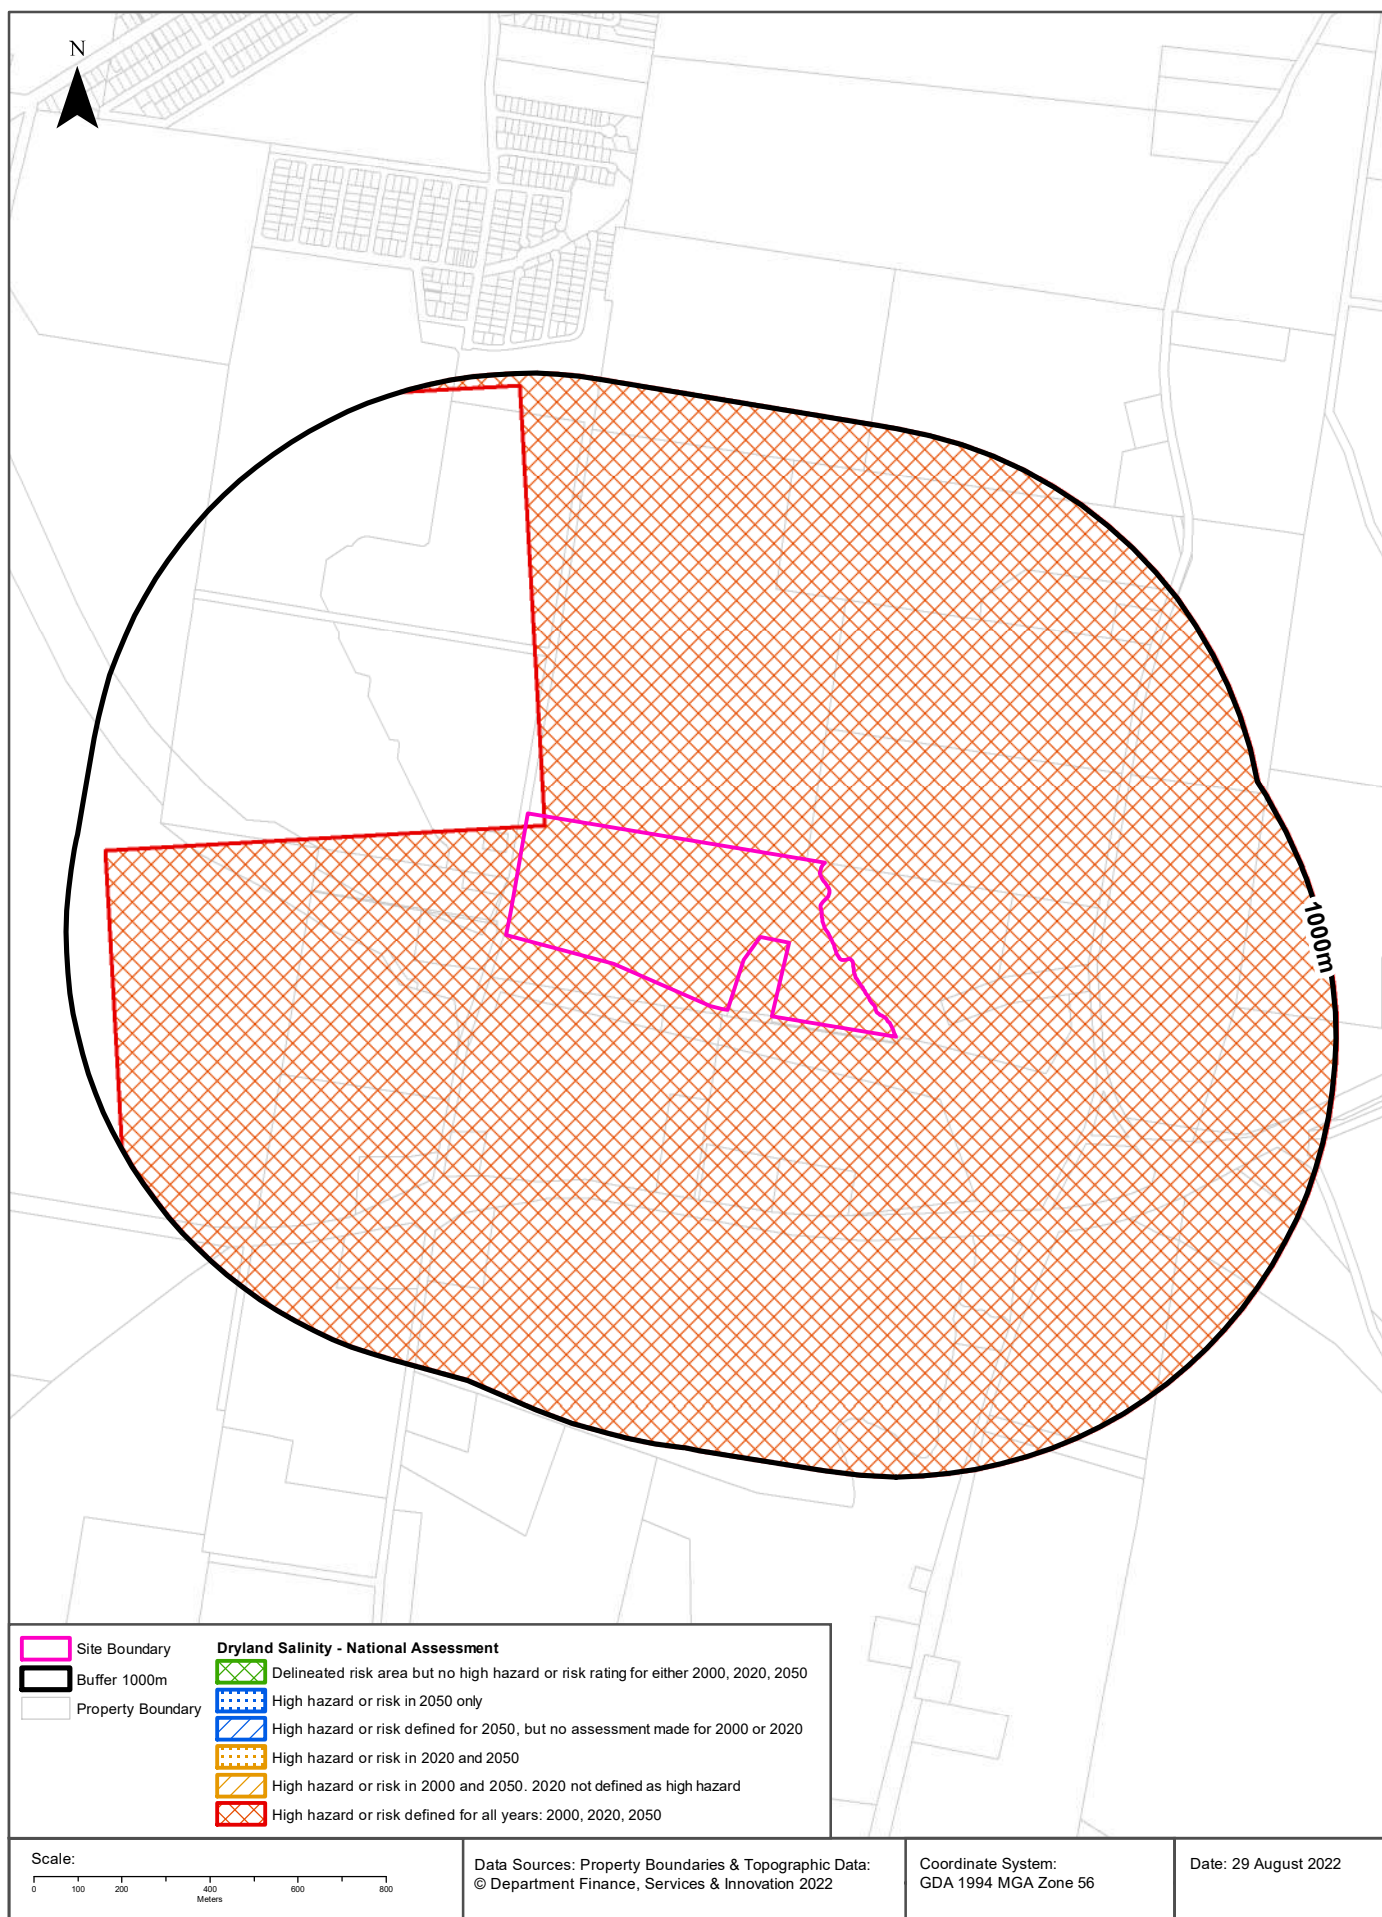 N
1000m
Site Boundary
Buffer 1000m
Property Boundary
Dryland Salinity - National Assessment
Delineated risk area but no high hazard or risk rating for either 2000, 2020, 2050
High hazard or risk in 2050 only
High hazard or risk defined for 2050, but no assessment made for 2000 or 2020
High hazard or risk in 2020 and 2050
High hazard or risk in 2000 and 2050. 2020 not defined as high hazard
High hazard or risk defined for all years: 2000, 2020, 2050
Scale:
0 100 200 400 600 800
Meters
Data Sources: Property Boundaries & Topographic Data:
© Department Finance, Services & Innovation 2022
Coordinate System:
GDA 1994 MGA Zone 56
Date: 29 August 2022